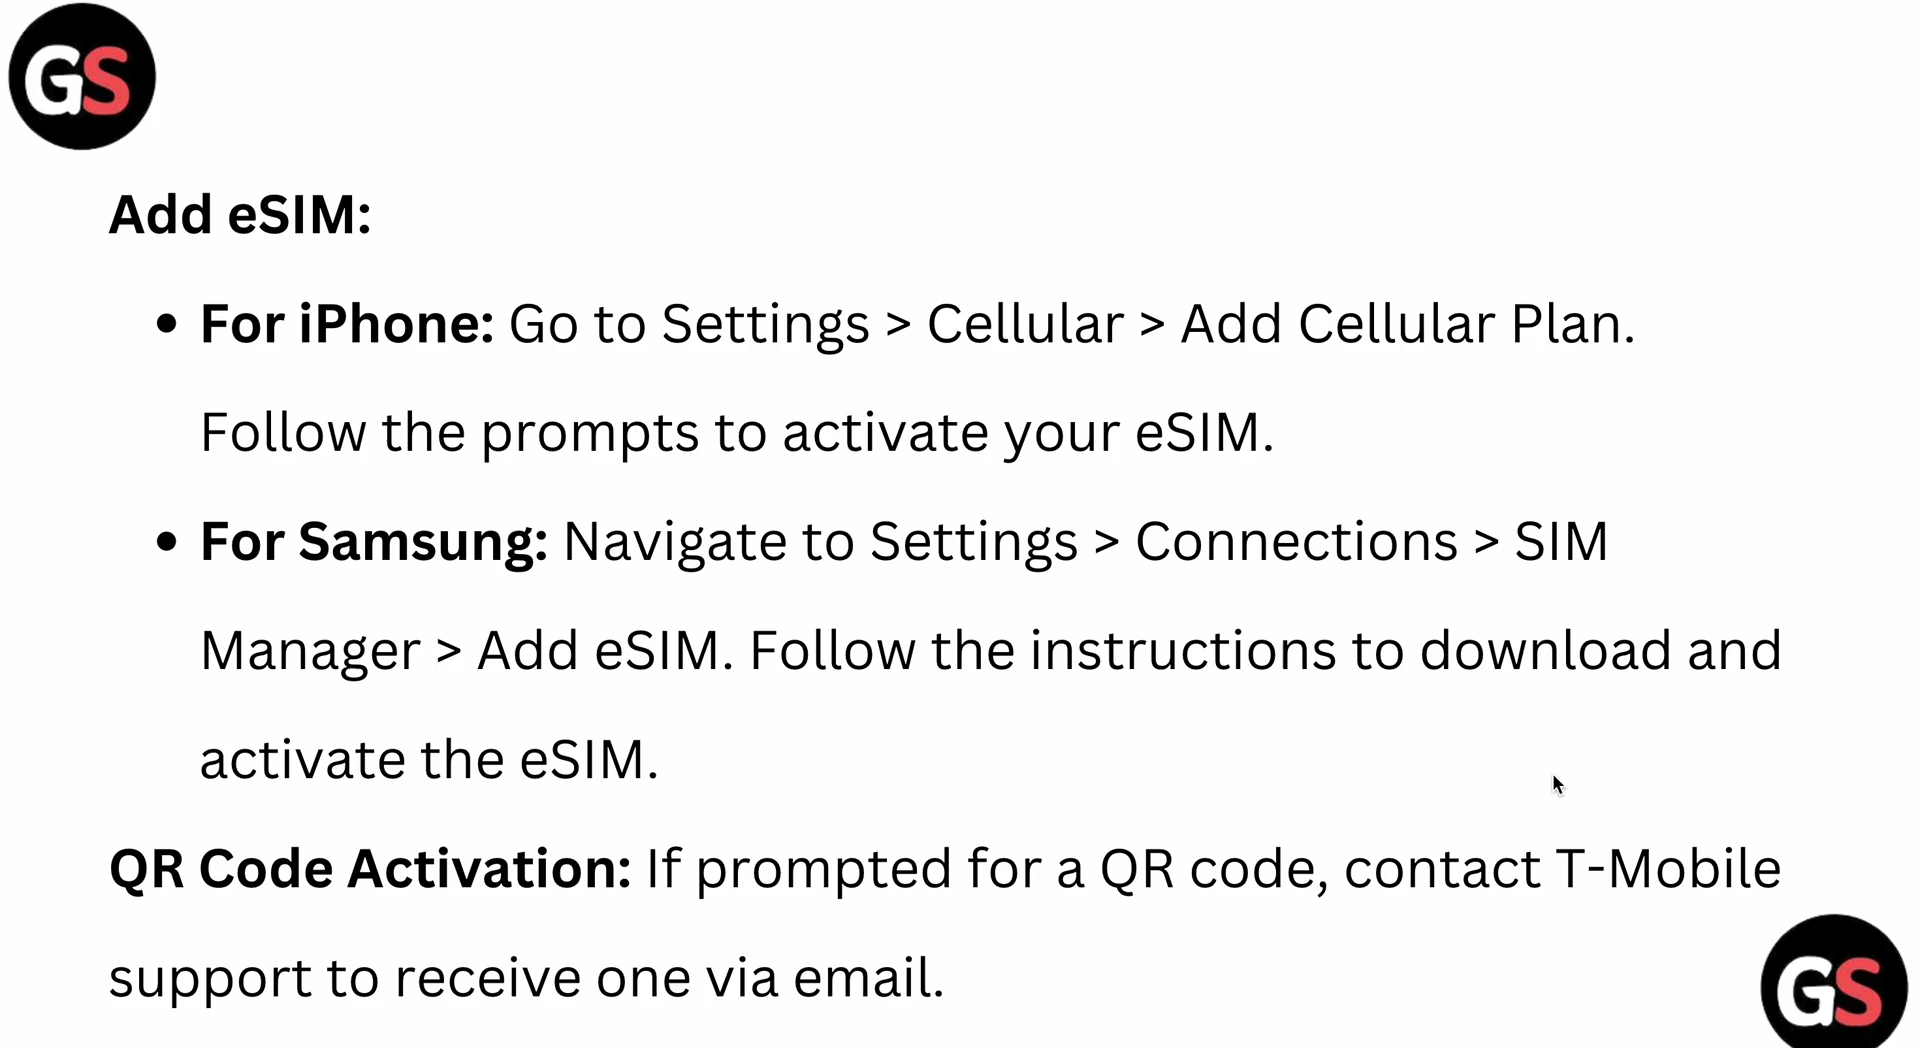 GS
Add eSIM:
• For iPhone: Go to Settings > Cellular > Add Cellular Plan.
Follow the prompts to activate your eSIM.
• For Samsung: Navigate to Settings > Connections > SIM
Manager > Add eSIM. Follow the instructions to download and
activate the eSIM.
QR Code Activation: If prompted for a QR code, contact T-Mobile
support to receive one via email.
GS